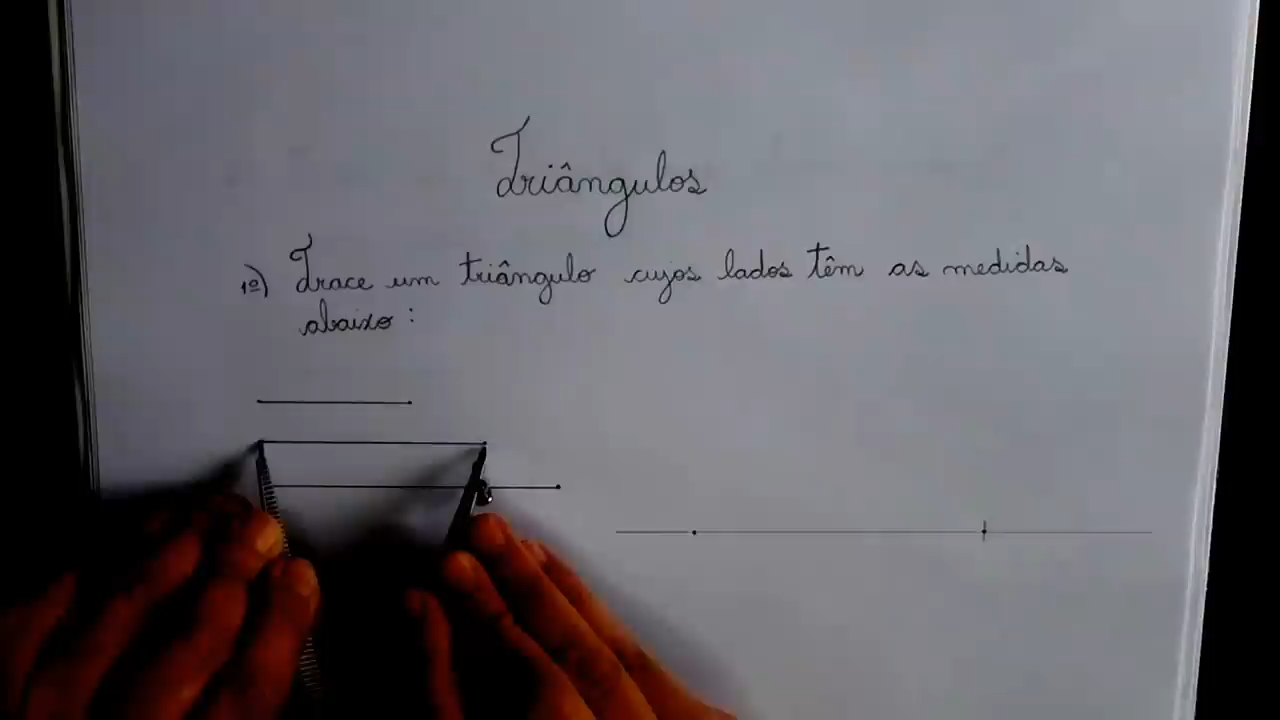 Triângulos
1º) Trace um triângulo cujos lados têm as medidas
abaixo: